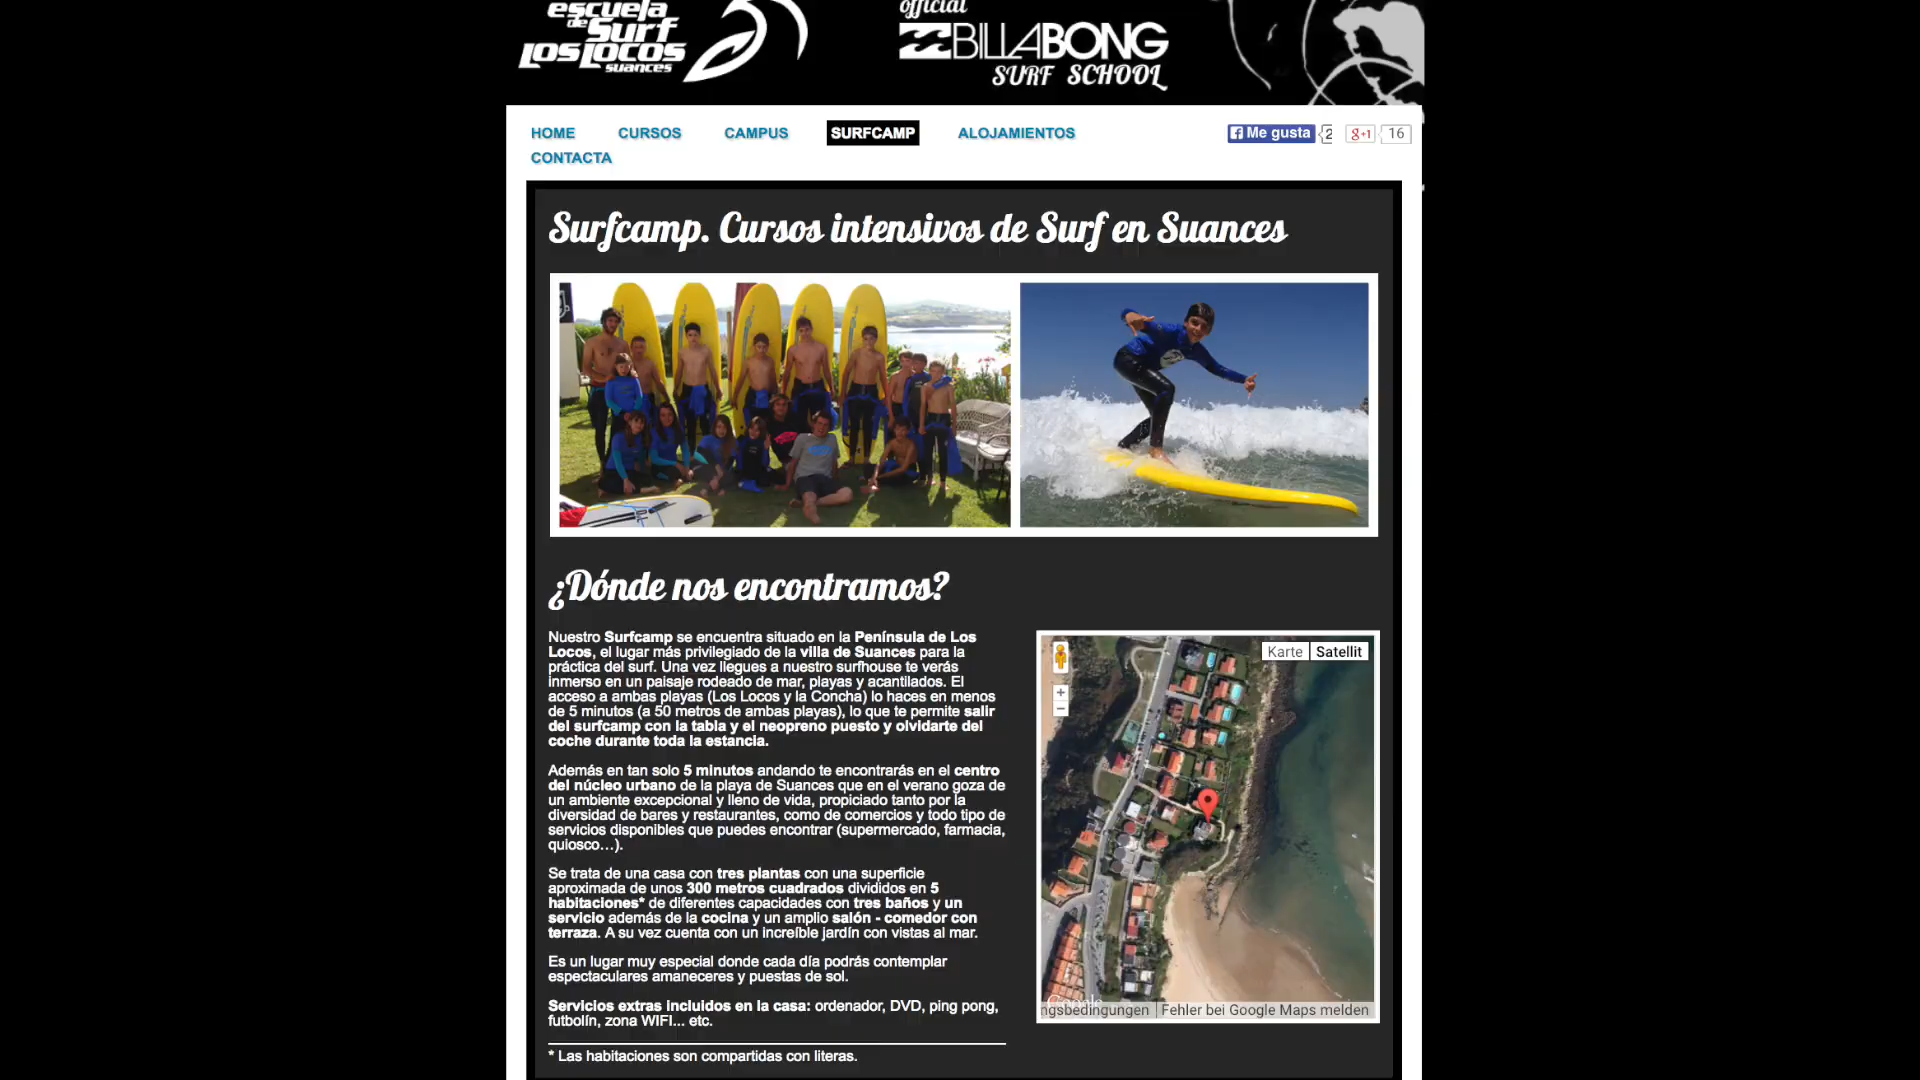 escuela
de Surf
Los Locos
suances
official
BILLABONG
SURF SCHOOL
HOME
CURSOS
CAMPUS
SURFCAMP
ALOJAMIENTOS
CONTACTA
Me gusta
2
g+1
16
Surfcamp. Cursos intensivos de Surf en Suances
¿Dónde nos encontramos?
Nuestro Surfcamp se encuentra situado en la Península de Los
Locos, el lugar más privilegiado de la villa de Suances para la
práctica del surf. Una vez llegues a nuestro surfhouse te verás
inmerso en un paisaje rodeado de mar, playas y acantilados. El
acceso a ambas playas (Los Locos y la Concha) lo haces en menos
de 5 minutos (a 50 metros de ambas playas), lo que te permite salir
del surfcamp con la tabla y el neopreno puesto y olvidarte del
coche durante toda la estancia.
Además en tan solo 5 minutos andando te encontrarás en el centro
del núcleo urbano de la playa de Suances que en el verano goza de
un ambiente excepcional y lleno de vida, propiciado tanto por la
diversidad de bares y restaurantes, como de comercios y todo tipo de
servicios disponibles que puedes encontrar (supermercado, farmacia,
quiosco…).
Se trata de una casa con tres plantas con una superficie
aproximada de unos 300 metros cuadrados divididos en 5
habitaciones* de diferentes capacidades con tres baños y un
servicio además de la cocina y un amplio salón - comedor con
terraza. A su vez cuenta con un increíble jardín con vistas al mar.
Es un lugar muy especial donde cada día podrás contemplar
espectaculares amaneceres y puestas de sol.
Servicios extras incluidos en la casa: ordenador, DVD, ping pong,
futbolín, zona WIFI... etc.
* Las habitaciones son compartidas con literas.
Karte
Satellit
+
−
Google
ngsbedingungen
Fehler bei Google Maps melden